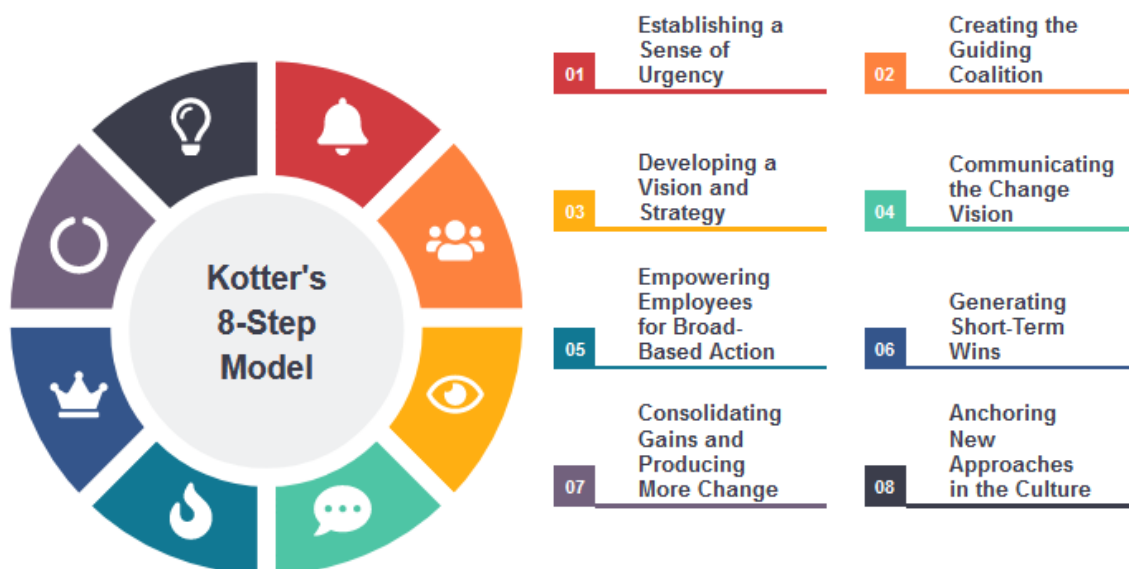 Kotter's
8-Step
Model
01
Establishing a
Sense of
Urgency
02
Creating the
Guiding
Coalition
03
Developing a
Vision and
Strategy
04
Communicating
the Change
Vision
05
Empowering
Employees
for Broad-
Based Action
06
Generating
Short-Term
Wins
07
Consolidating
Gains and
Producing
More Change
08
Anchoring
New
Approaches
in the Culture